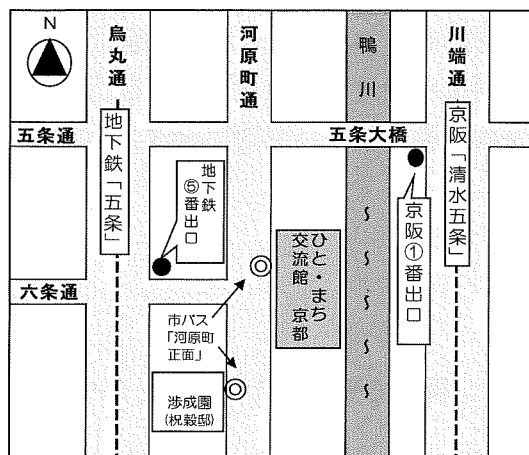 N
烏丸通
河原町通
鴨川
川端通
五条通
五条大橋
地下鉄「五条」
京阪「清水五条」
地下鉄
⑤番出口
京阪①番出口
ひと・まち
交流館 京都
六条通
市バス
「河原町
正面」
渉成園
(枳穀邸)